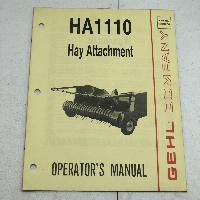 HA1110
Hay Attachment
GEHL COMPANY
OPERATOR'S MANUAL